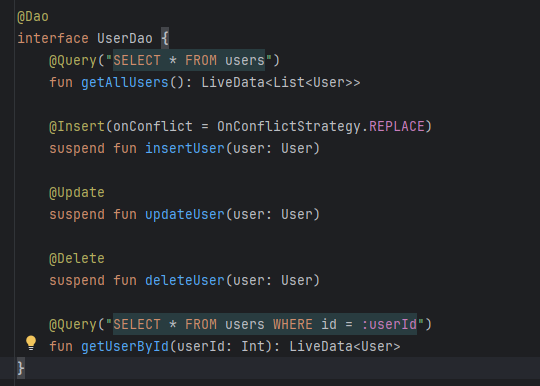 @Dao
interface UserDao {
    @Query("SELECT * FROM users")
    fun getAllUsers(): LiveData<List<User>>
    @Insert(onConflict = OnConflictStrategy.REPLACE)
    suspend fun insertUser(user: User)
    @Update
    suspend fun updateUser(user: User)
    @Delete
    suspend fun deleteUser(user: User)
    @Query("SELECT * FROM users WHERE id = :userId")
    fun getUserById(userId: Int): LiveData<User>
}